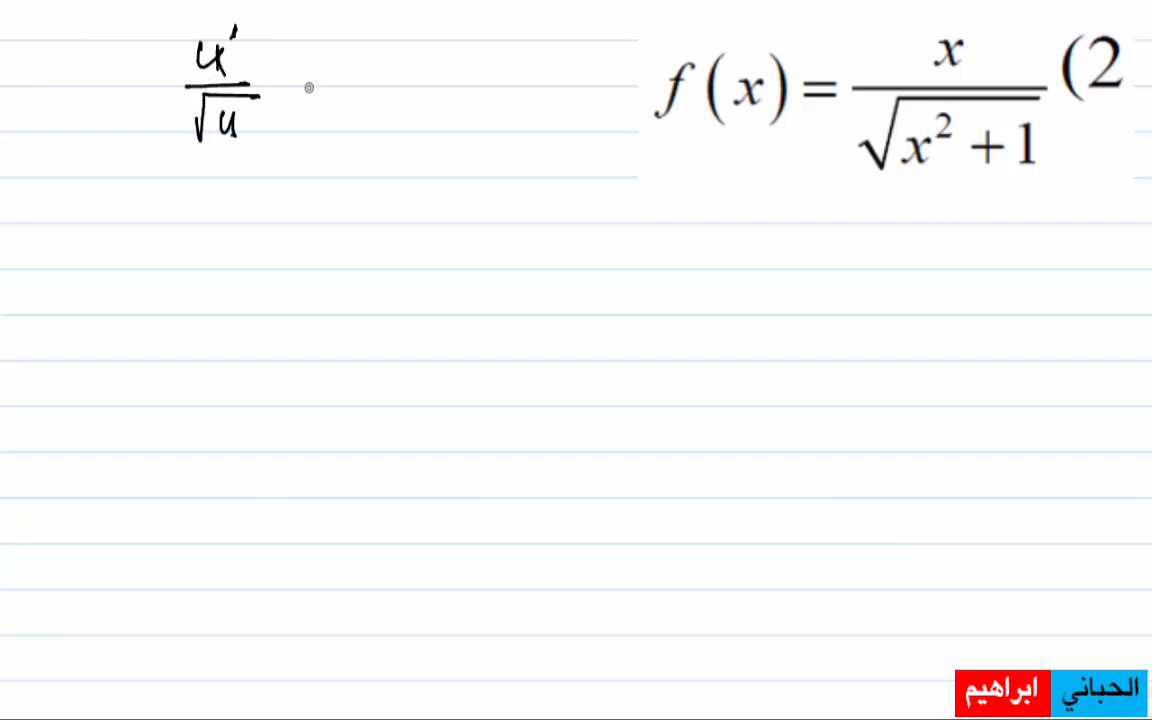 f(x) = x / √(x² + 1) (2
u' / √u
الحباني ابراهيم